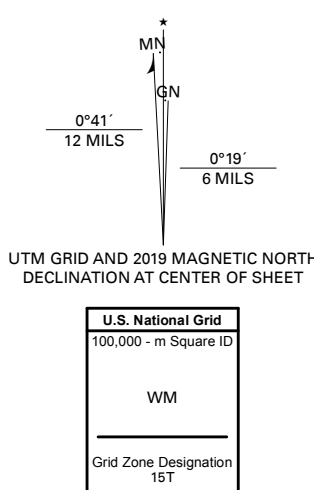 ★
MN
GN
0°41´
12 MILS
0°19´
6 MILS
UTM GRID AND 2019 MAGNETIC NORTH
DECLINATION AT CENTER OF SHEET
U.S. National Grid
100,000 - m Square ID
WM
Grid Zone Designation
15T